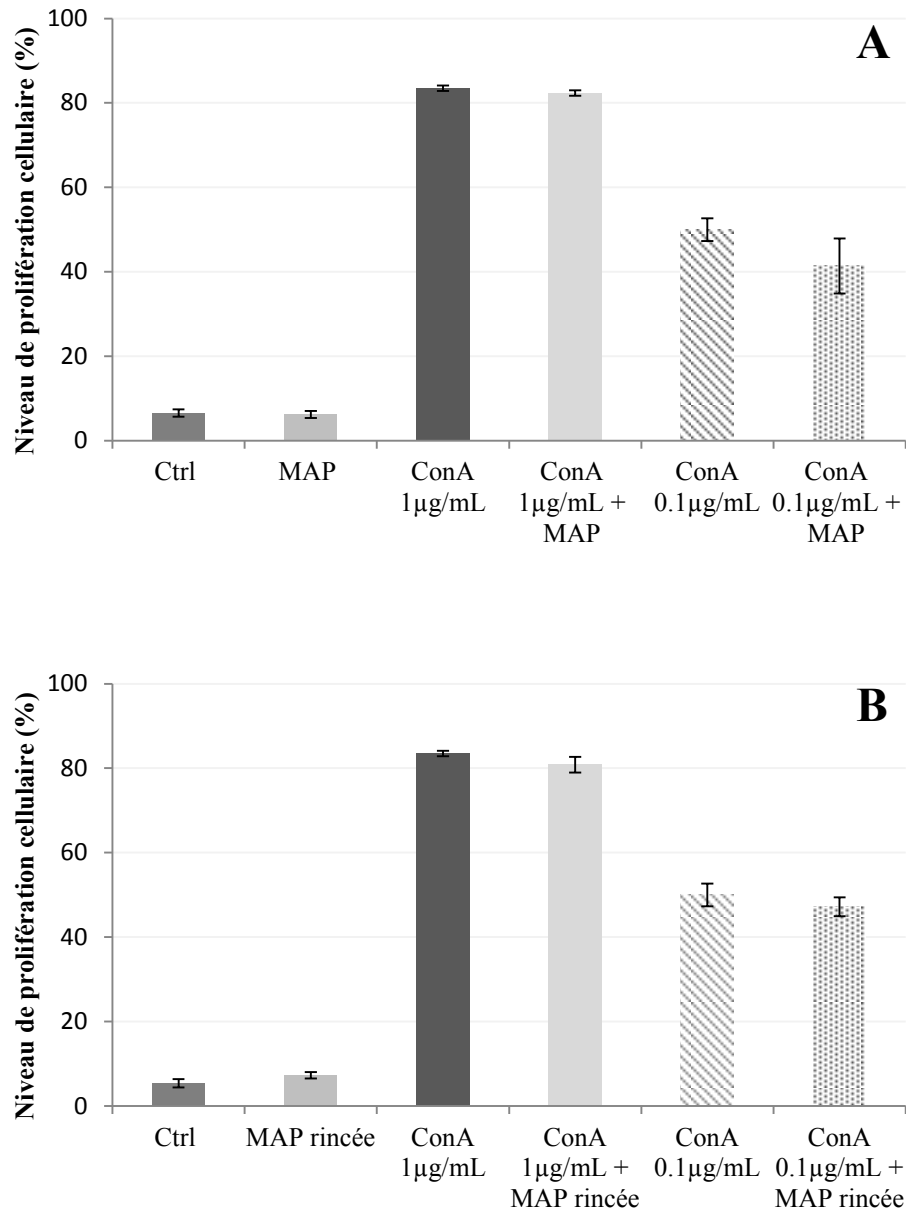 A
Niveau de prolifération cellulaire (%)
100
80
60
40
20
0
Ctrl
MAP
ConA
1µg/mL
ConA
1µg/mL +
MAP
ConA
0.1µg/mL
ConA
0.1µg/mL +
MAP
B
Niveau de prolifération cellulaire (%)
100
80
60
40
20
0
Ctrl
MAP rincée
ConA
1µg/mL
ConA
1µg/mL +
MAP rincée
ConA
0.1µg/mL
ConA
0.1µg/mL +
MAP rincée